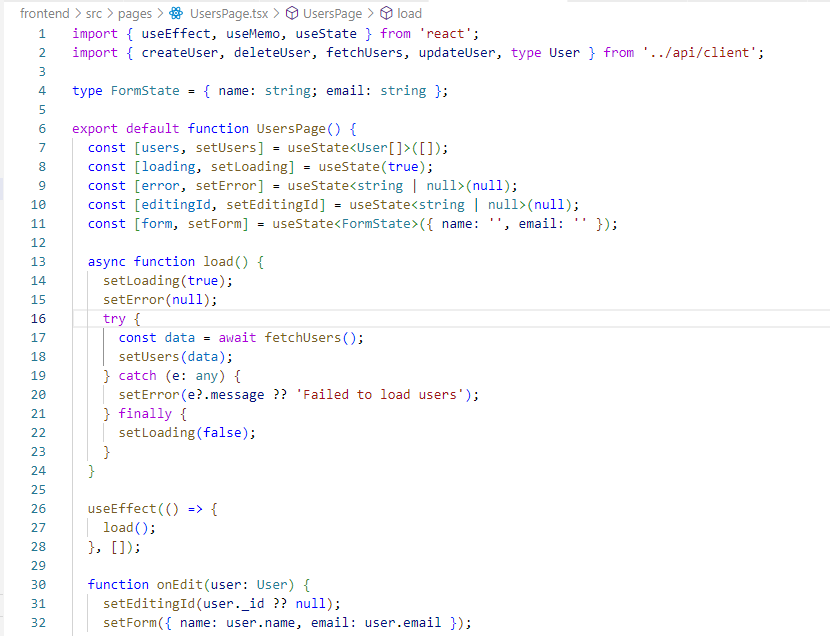 frontend > src > pages > UsersPage.tsx > UsersPage > load
1 import { useEffect, useMemo, useState } from 'react';
2 import { createUser, deleteUser, fetchUsers, updateUser, type User } from '../api/client';
3
4 type FormState = { name: string; email: string };
5
6 export default function UsersPage() {
7   const [users, setUsers] = useState<User[]>([]);
8   const [loading, setLoading] = useState(true);
9   const [error, setError] = useState<string | null>(null);
10   const [editingId, setEditingId] = useState<string | null>(null);
11   const [form, setForm] = useState<FormState>({ name: '', email: '' });
12
13   async function load() {
14     setLoading(true);
15     setError(null);
16     try {
17       const data = await fetchUsers();
18       setUsers(data);
19     } catch (e: any) {
20       setError(e?.message ?? 'Failed to load users');
21     } finally {
22       setLoading(false);
23     }
24   }
25
26   useEffect(() => {
27     load();
28   }, []);
29
30   function onEdit(user: User) {
31     setEditingId(user._id ?? null);
32     setForm({ name: user.name, email: user.email });